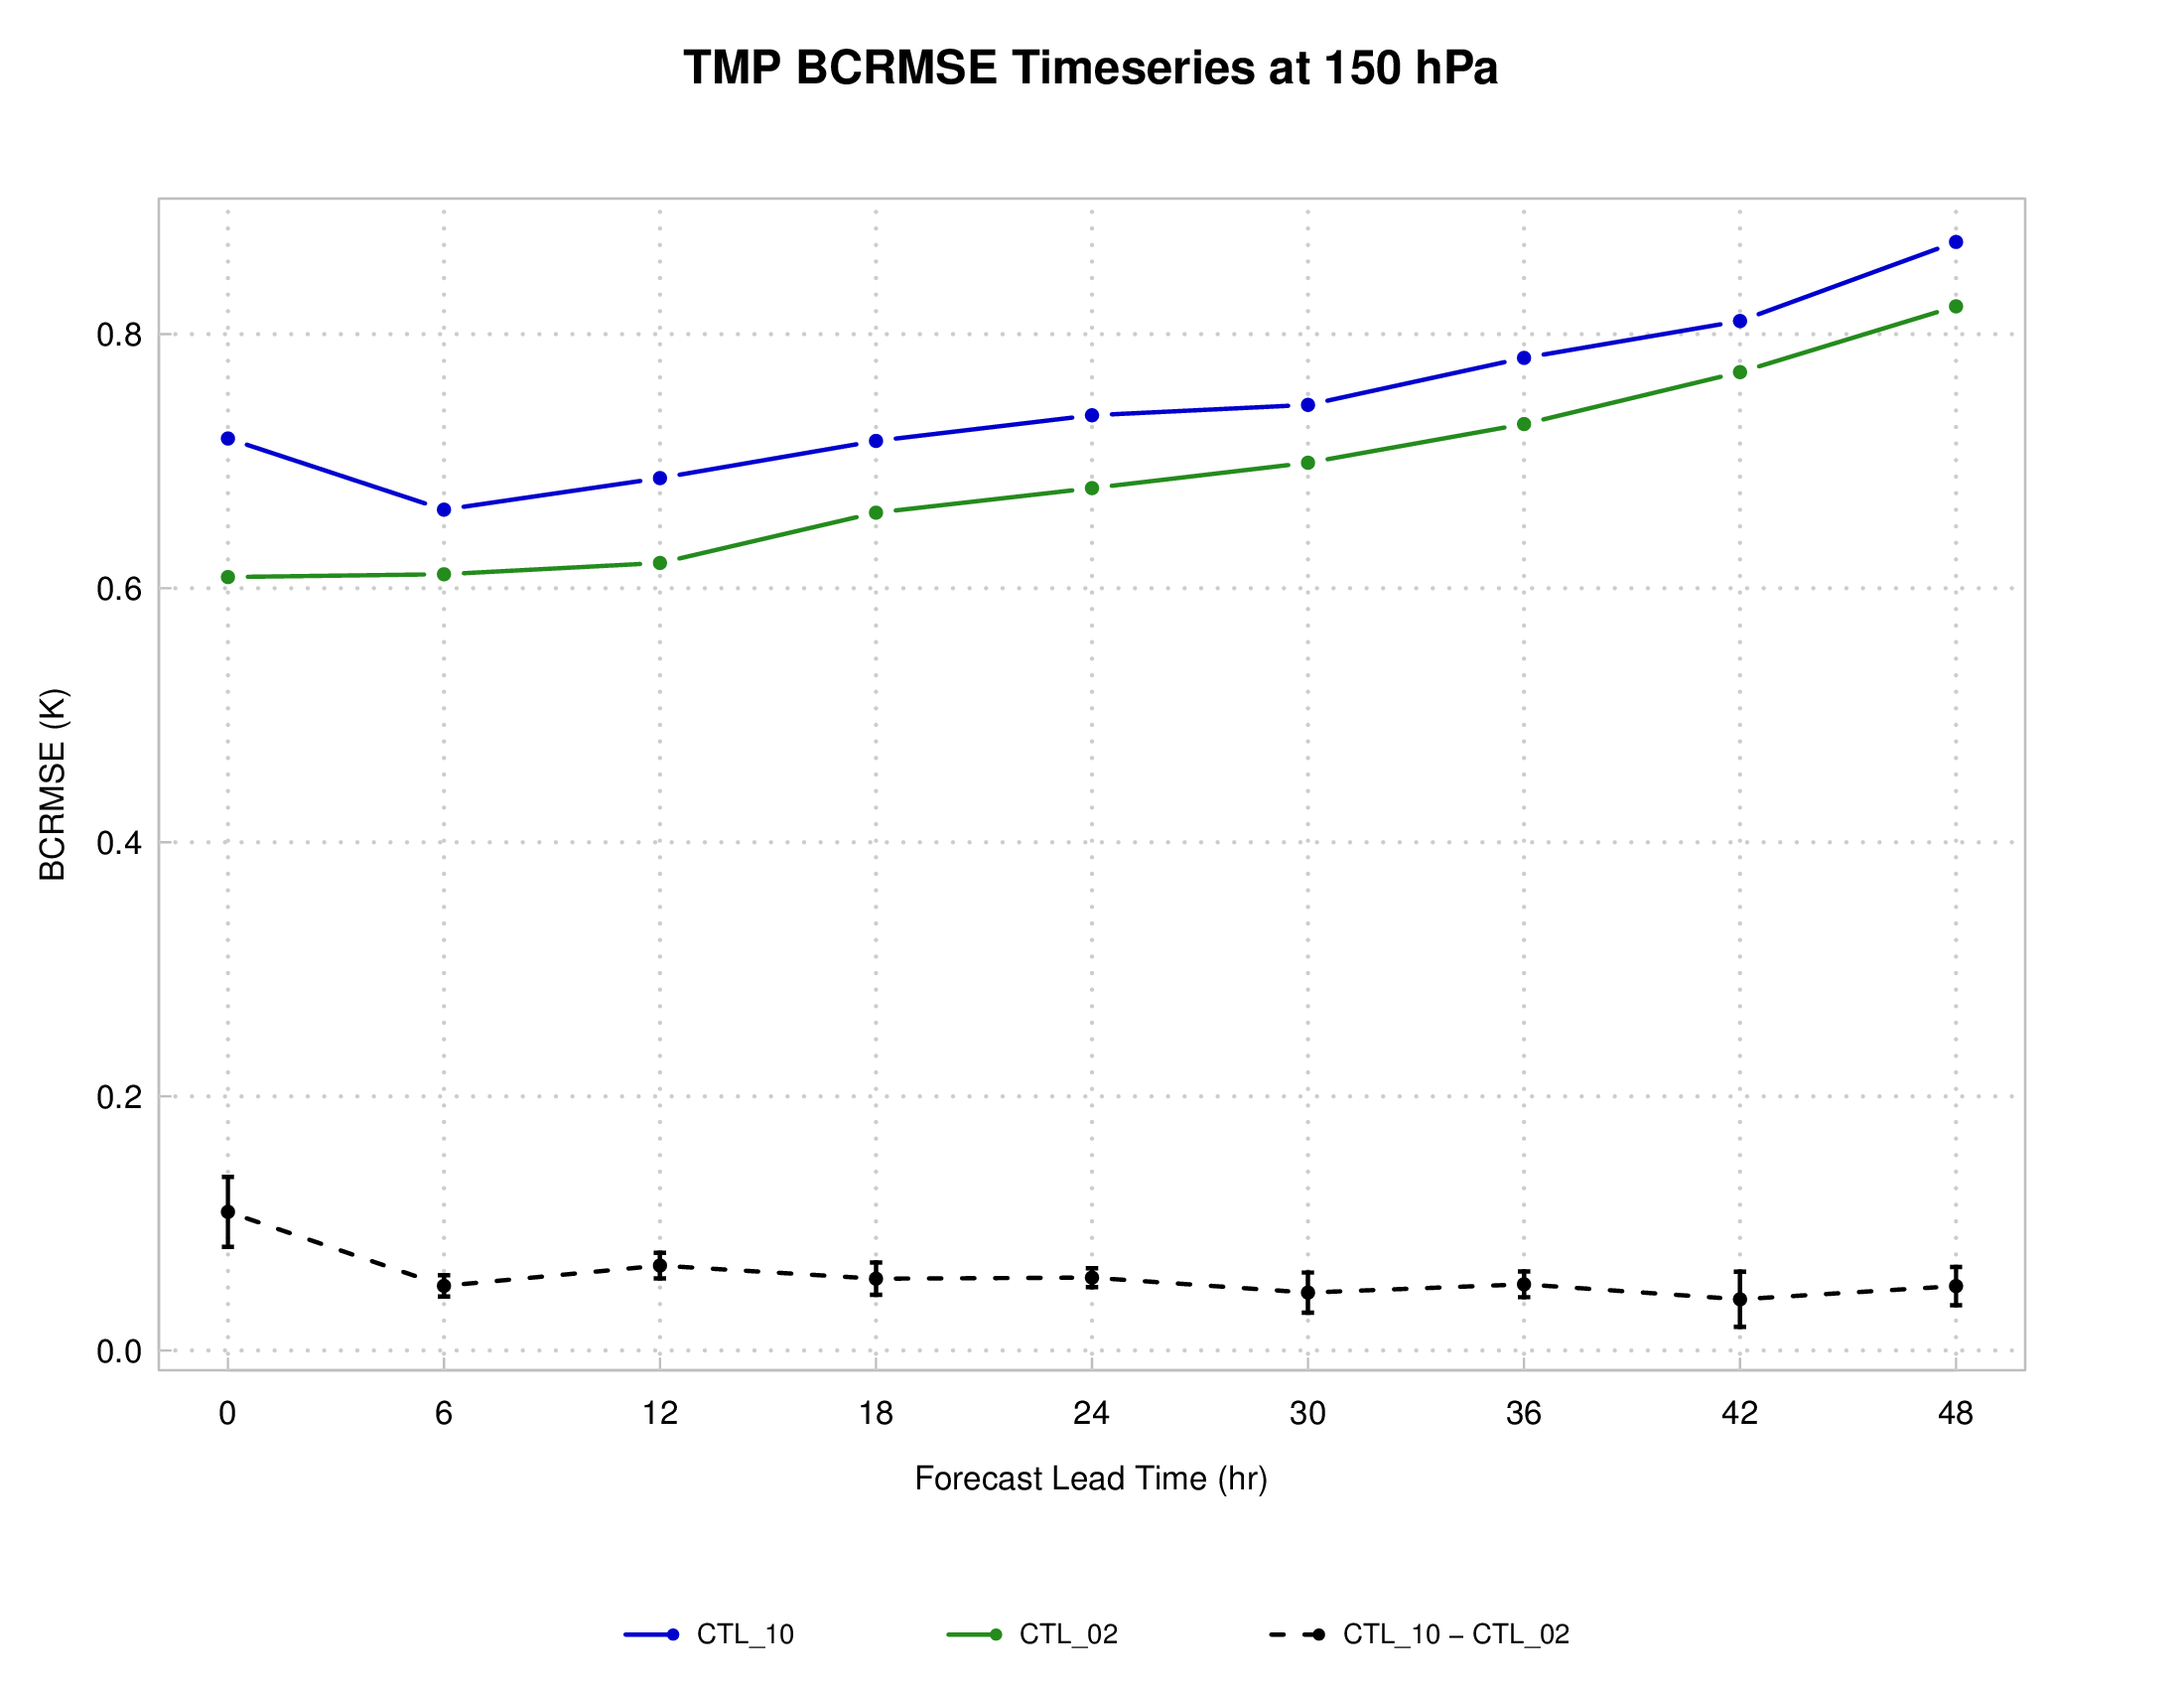 TMP BCRMSE Timeseries at 150 hPa
BCRMSE (K)
0.8
0.6
0.4
0.2
0.0
0 6 12 18 24 30 36 42 48
Forecast Lead Time (hr)
CTL_10 CTL_02 CTL_10 – CTL_02